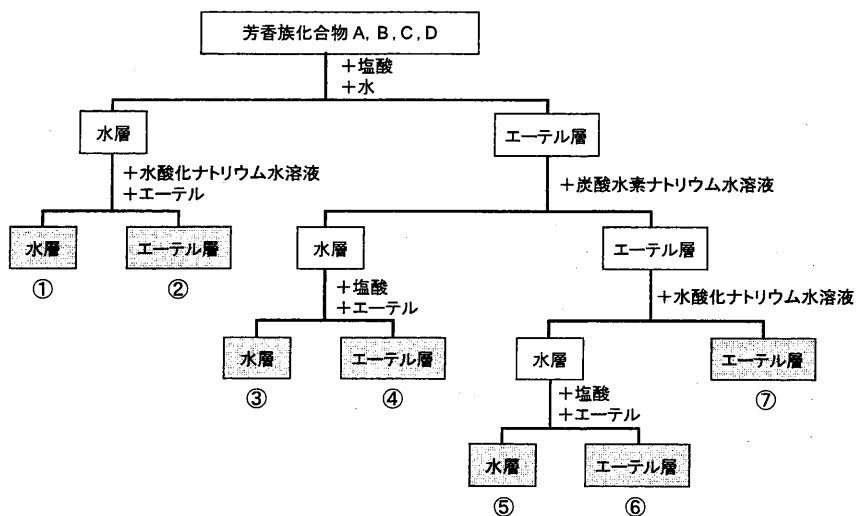 芳香族化合物 A, B, C, D
＋塩酸
＋水
水層
エーテル層
＋水酸化ナトリウム水溶液
＋エーテル
＋炭酸水素ナトリウム水溶液
水層
エーテル層
①
②
水層
エーテル層
＋塩酸
＋エーテル
＋水酸化ナトリウム水溶液
水層
エーテル層
③
④
水層
エーテル層
⑦
＋塩酸
＋エーテル
水層
エーテル層
⑤
⑥